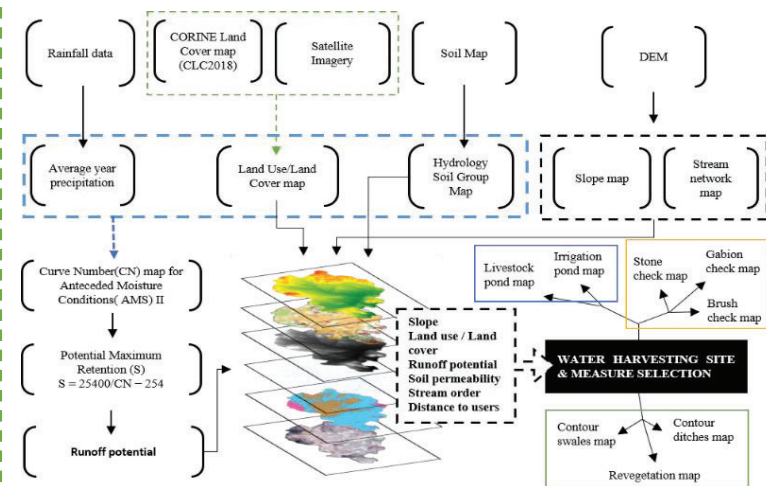 Rainfall data
CORINE Land
Cover map
(CLC2018)
Satellite
Imagery
Soil Map
DEM
Average year
precipitation
Land Use/Land
Cover map
Hydrology
Soil Group
Map
Slope map
Stream
network
map
Curve Number(CN) map for
Anteceded Moisture
Conditions( AMS) II
Potential Maximum
Retention (S)
S = 25400/CN − 254
Runoff potential
Slope
Land use / Land
cover
Runoff potential
Soil permeability
Stream order
Distance to users
Livestock
pond map
Irrigation
pond map
Stone
check map
Gabion
check map
Brush
check map
WATER HARVESTING SITE
& MEASURE SELECTION
Contour
swales map
Contour
ditches map
Revegetation map